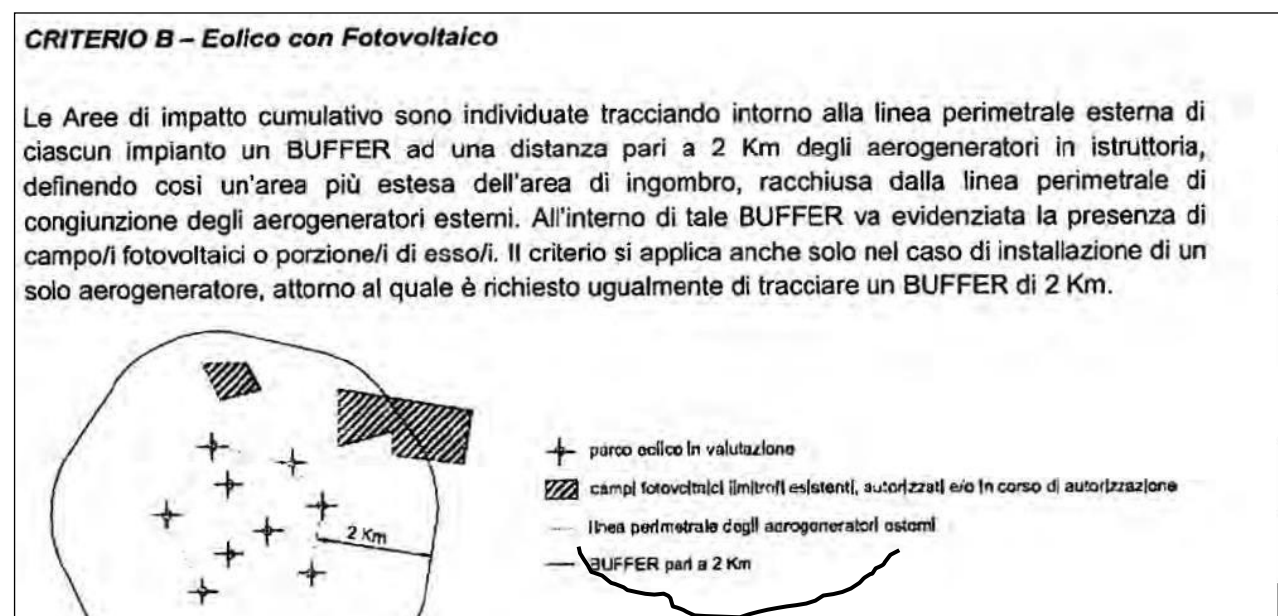 CRITERIO B – Eolico con Fotovoltaico
Le Aree di impatto cumulativo sono individuate tracciando intorno alla linea perimetrale esterna di
ciascun impianto un BUFFER ad una distanza pari a 2 Km degli aerogeneratori in istruttoria,
definendo così un'area più estesa dell'area di ingombro, racchiusa dalla linea perimetrale di
congiunzione degli aerogeneratori esterni. All'interno di tale BUFFER va evidenziata la presenza di
campo/i fotovoltaici o porzione/i di esso/i. Il criterio si applica anche solo nel caso di installazione di un
solo aerogeneratore, attorno al quale è richiesto ugualmente di tracciare un BUFFER di 2 Km.
parco eolico in valutazione
campi fotovoltaici limitrofi esistenti, autorizzati e/o in corso di autorizzazione
linea perimetrale degli aerogeneratori esterni
2 Km
BUFFER pari a 2 Km